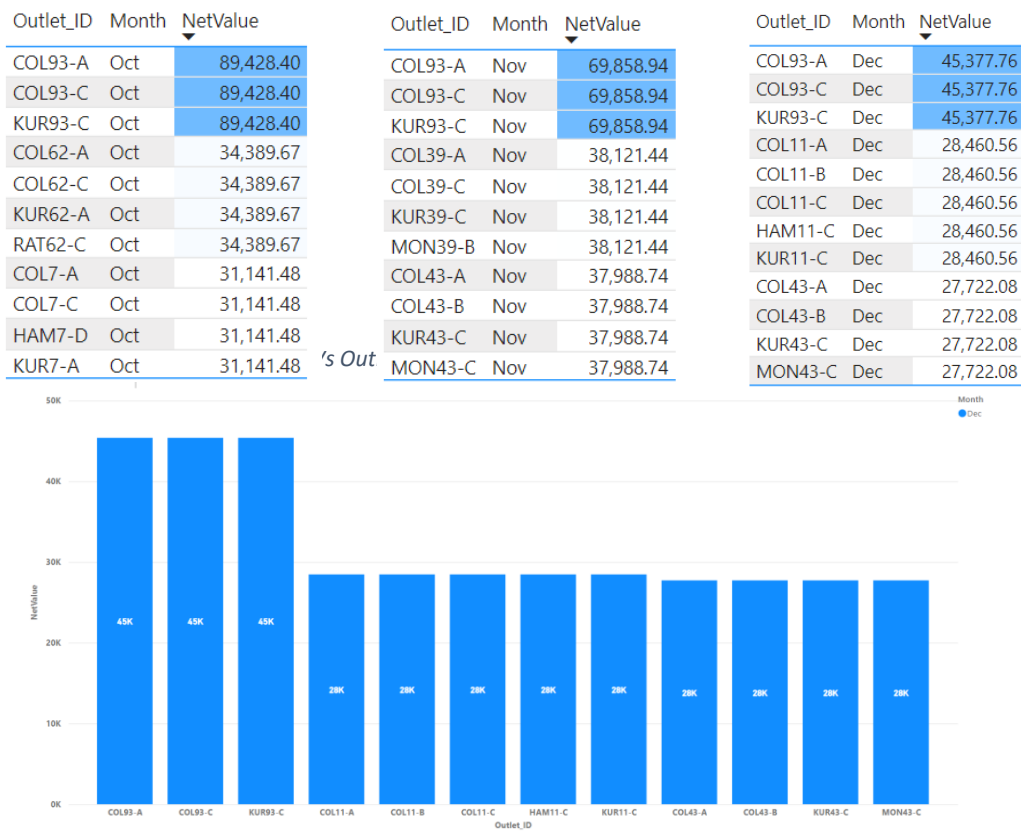 Outlet_ID Month NetValue
COL93-A Oct 89,428.40
COL93-C Oct 89,428.40
KUR93-C Oct 89,428.40
COL62-A Oct 34,389.67
COL62-C Oct 34,389.67
KUR62-A Oct 34,389.67
RAT62-C Oct 34,389.67
COL7-A Oct 31,141.48
COL7-C Oct 31,141.48
HAM7-D Oct 31,141.48
KUR7-A Oct 31,141.48
Outlet_ID Month NetValue
COL93-A Nov 69,858.94
COL93-C Nov 69,858.94
KUR93-C Nov 69,858.94
COL39-A Nov 38,121.44
COL39-C Nov 38,121.44
KUR39-C Nov 38,121.44
MON39-B Nov 38,121.44
COL43-A Nov 37,988.74
COL43-B Nov 37,988.74
KUR43-C Nov 37,988.74
MON43-C Nov 37,988.74
Outlet_ID Month NetValue
COL93-A Dec 45,377.76
COL93-C Dec 45,377.76
KUR93-C Dec 45,377.76
COL11-A Dec 28,460.56
COL11-B Dec 28,460.56
COL11-C Dec 28,460.56
HAM11-C Dec 28,460.56
KUR11-C Dec 28,460.56
COL43-A Dec 27,722.08
COL43-B Dec 27,722.08
KUR43-C Dec 27,722.08
MON43-C Dec 27,722.08
's Out
Month
Dec
50K
40K
30K
20K
10K
0K
NetValue
45K 45K 45K 28K 28K 28K 28K 28K 28K 28K 28K 28K
COL93-A COL93-C KUR93-C COL11-A COL11-B COL11-C HAM11-C KUR11-C COL43-A COL43-B KUR43-C MON43-C
Outlet_ID